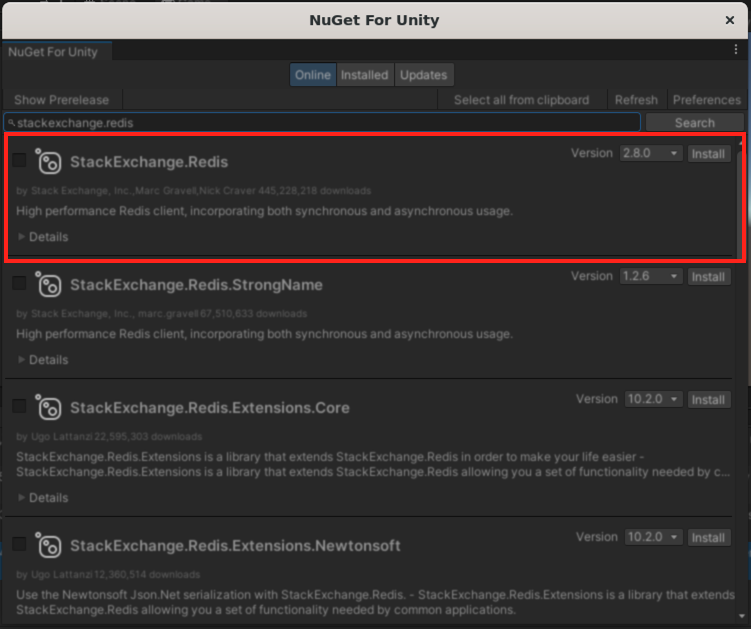 NuGet For Unity
NuGet For Unity
Online Installed Updates
Show Prerelease Select all from clipboard Refresh Preferences
stackexchange.redis Search
StackExchange.Redis Version 2.8.0 Install
by Stack Exchange, Inc.,Marc Gravell,Nick Craver 445,228,218 downloads
High performance Redis client, incorporating both synchronous and asynchronous usage.
Details
StackExchange.Redis.StrongName Version 1.2.6 Install
by Stack Exchange, Inc., marc.gravell 67,510,633 downloads
High performance Redis client, incorporating both synchronous and asynchronous usage.
Details
StackExchange.Redis.Extensions.Core Version 10.2.0 Install
by Ugo Lattanzi 22,595,303 downloads
StackExchange.Redis.Extensions is a library that extends StackExchange.Redis in order to make your life easier -
StackExchange.Redis.Extensions is a library that extends StackExchange.Redis allowing you a set of functionality needed by c...
Details
StackExchange.Redis.Extensions.Newtonsoft Version 10.2.0 Install
by Ugo Lattanzi 12,360,514 downloads
Use the Newtonsoft Json.Net serialization with StackExchange.Redis. - StackExchange.Redis.Extensions is a library that extends
StackExchange.Redis allowing you a set of functionality needed by common applications.